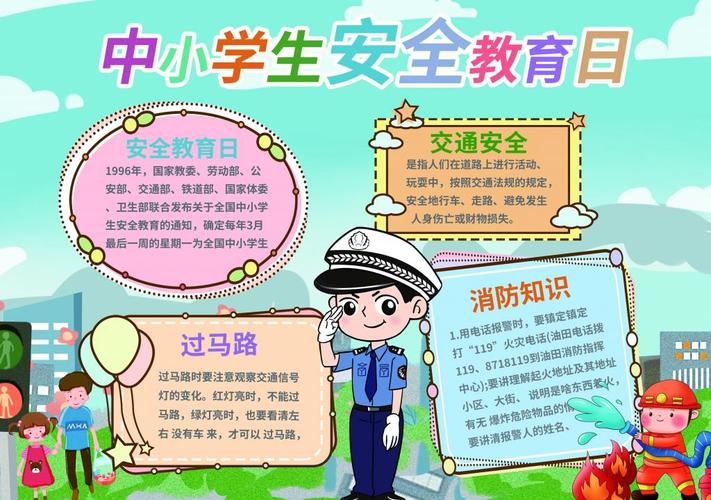 中小学生安全教育日
安全教育日
1996年，国家教委、劳动部、公
安部、交通部、铁道部、国家体委
、卫生部联合发布关于全国中小学
生安全教育的通知，确定每年3月
最后一周的星期一为全国中小学生
交通安全
是指人们在道路上进行活动、
玩耍中，按照交通法规的规定，
安全地行车、走路、避免发生
人身伤亡或财物损失。
过马路
过马路时要注意观察交通信号
灯的变化。红灯亮时，不能过
马路，绿灯亮时，也要看清左
右 没有车 来，才可以 过马路，
消防知识
1.用电话报警时，要镇定镇定
打“119”火灾电话(油田电话拨
119、8718119到油田消防指挥
中心);要讲理解起火地址及其地址
小区、大街、 说明是啥东西着火，
有无 爆炸危险物品的情
要讲清报警人的姓名、